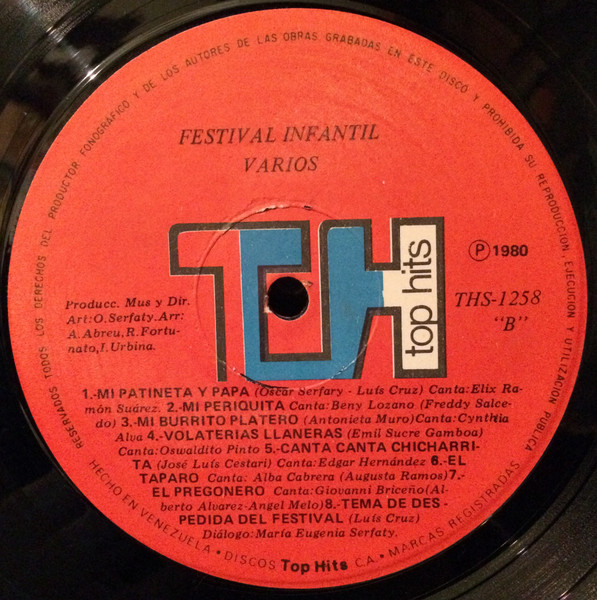 RESERVADOS TODOS LOS DERECHOS DEL PRODUCTOR FONOGRAFICO Y DE LOS AUTORES DE LAS OBRAS GRABADAS EN ESTE DISCO Y PROHIBIDA SU REPRODUCCION, EJECUCION Y UTILIZACION PUBLICA
FESTIVAL INFANTIL
VARIOS
TH
top hits
Ⓟ 1980
THS-1258
"B"
Producc. Mus y Dir.
Art:O. Serfaty.Arr:
A. Abreu,R. Fortu-
nato,J. Urbina.
1.-MI PATINETA Y PAPA (Oscar Serfary - Luís Cruz) Canta: Elix Ra-
món Suárez. 2.-MI PERIQUITA Canta: Beny Lozano (Freddy Salce-
do) 3.-MI BURRITO PLATERO (Antonieta Muro) Canta: Cynthia
Alva 4.-VOLATERIAS LLANERAS (Emil Sucre Gamboa)
Canta: Oswaldito Pinto 5.-CANTA CANTA CHICHARRI-
TA (José Luís Cestari) Canta: Edgar Hernández 6.-EL
TAPARO Canta: Alba Cabrera (Augusta Ramos)7.-
EL PREGONERO Canta: Giovanni Briceño(Al-
berto Alvarez-Angel Melo)8.-TEMA DE DES-
PEDIDA DEL FESTIVAL (Luís Cruz)
Diálogo: María Eugenia Serfaty.
HECHO EN VENEZUELA • DISCOS Top Hits C.A. • MARCAS REGISTRADAS